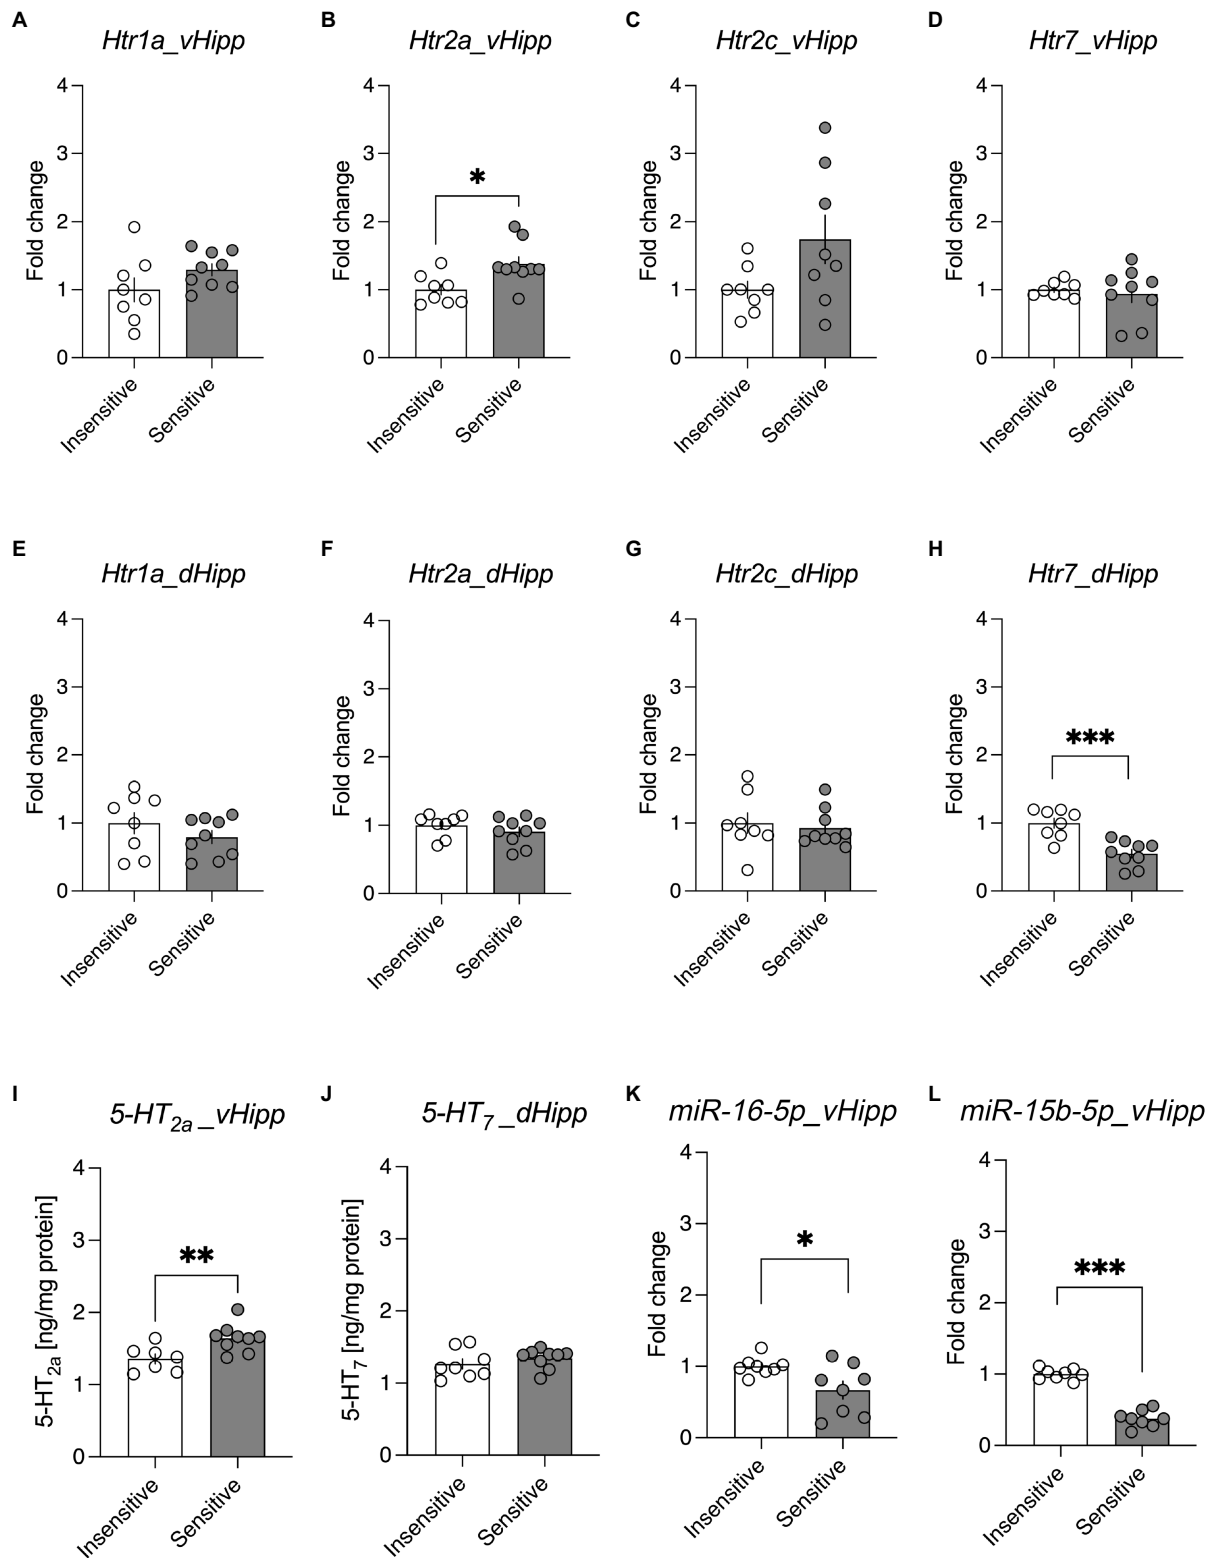 A B C D
Htr1a_vHipp Htr2a_vHipp Htr2c_vHipp Htr7_vHipp
4 4 4 4
3 3 3 3
2 2 2 2
1 1 1 1
0 0 0 0
Fold change Fold change Fold change Fold change
*
Insensitive Sensitive Insensitive Sensitive Insensitive Sensitive Insensitive Sensitive
E F G H
Htr1a_dHipp Htr2a_dHipp Htr2c_dHipp Htr7_dHipp
4 4 4 4
3 3 3 3
2 2 2 2
1 1 1 1
0 0 0 0
Fold change Fold change Fold change Fold change
***
Insensitive Sensitive Insensitive Sensitive Insensitive Sensitive Insensitive Sensitive
I J K L
5-HT2a_vHipp 5-HT7_dHipp miR-16-5p_vHipp miR-15b-5p_vHipp
4 4 4 4
3 3 3 3
2 2 2 2
1 1 1 1
0 0 0 0
5-HT2a [ng/mg protein] 5-HT7 [ng/mg protein] Fold change Fold change
** * ***
Insensitive Sensitive Insensitive Sensitive Insensitive Sensitive Insensitive Sensitive